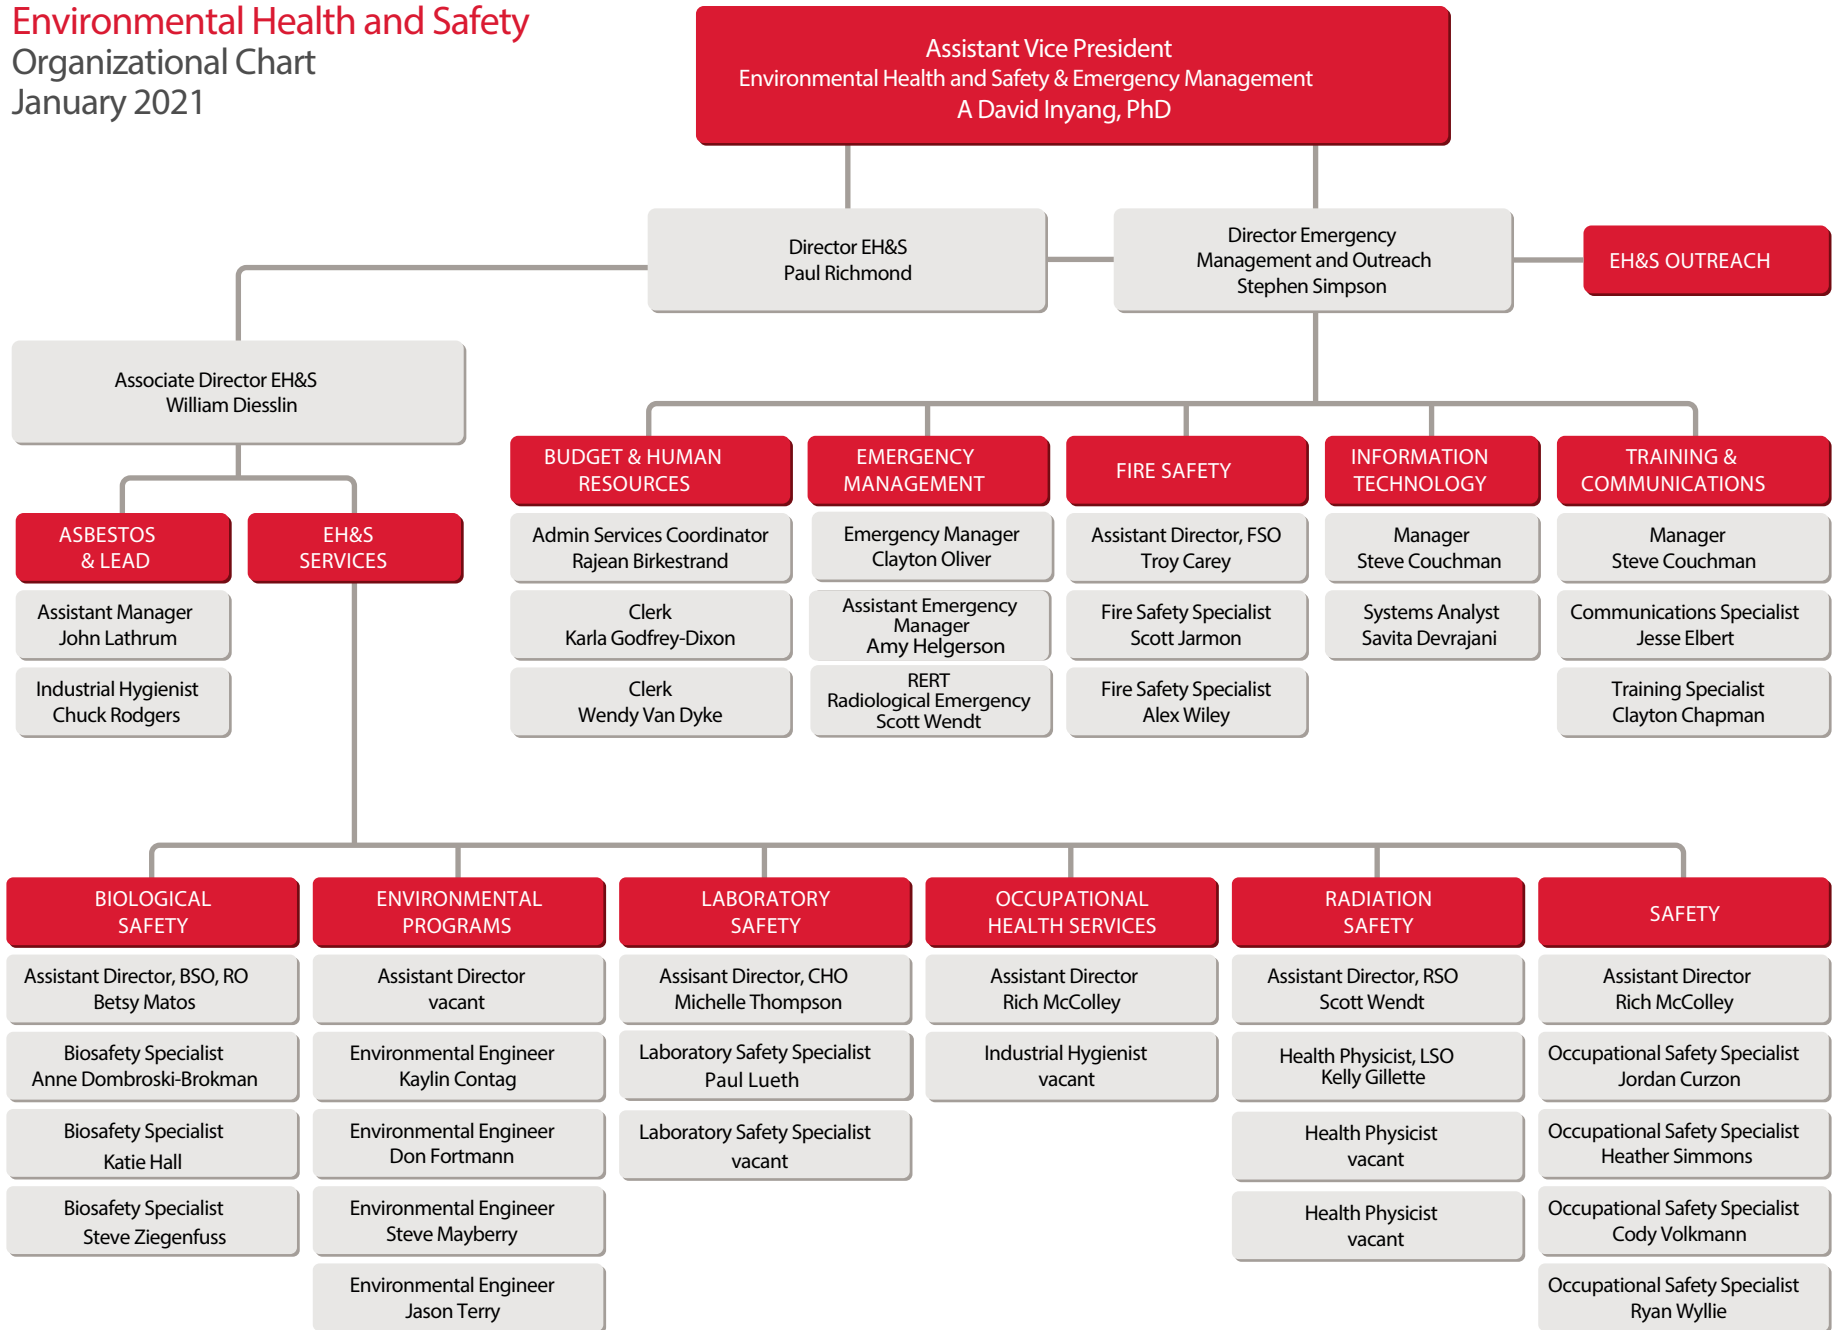 Environmental Health and Safety
Organizational Chart
January 2021
Assistant Vice President
Environmental Health and Safety & Emergency Management
A David Inyang, PhD
Director EH&S
Paul Richmond
Director Emergency
Management and Outreach
Stephen Simpson
EH&S OUTREACH
Associate Director EH&S
William Diesslin
ASBESTOS
& LEAD
Assistant Manager
John Lathrum
Industrial Hygienist
Chuck Rodgers
EH&S
SERVICES
BUDGET & HUMAN
RESOURCES
Admin Services Coordinator
Rajean Birkestrand
Clerk
Karla Godfrey-Dixon
Clerk
Wendy Van Dyke
EMERGENCY
MANAGEMENT
Emergency Manager
Clayton Oliver
Assistant Emergency
Manager
Amy Helgerson
RERT
Radiological Emergency
Scott Wendt
FIRE SAFETY
Assistant Director, FSO
Troy Carey
Fire Safety Specialist
Scott Jarmon
Fire Safety Specialist
Alex Wiley
INFORMATION
TECHNOLOGY
Manager
Steve Couchman
Systems Analyst
Savita Devrajani
TRAINING &
COMMUNICATIONS
Manager
Steve Couchman
Communications Specialist
Jesse Elbert
Training Specialist
Clayton Chapman
BIOLOGICAL
SAFETY
Assistant Director, BSO, RO
Betsy Matos
Biosafety Specialist
Anne Dombroski-Brokman
Biosafety Specialist
Katie Hall
Biosafety Specialist
Steve Ziegenfuss
ENVIRONMENTAL
PROGRAMS
Assistant Director
vacant
Environmental Engineer
Kaylin Contag
Environmental Engineer
Don Fortmann
Environmental Engineer
Steve Mayberry
Environmental Engineer
Jason Terry
LABORATORY
SAFETY
Assisant Director, CHO
Michelle Thompson
Laboratory Safety Specialist
Paul Lueth
Laboratory Safety Specialist
vacant
OCCUPATIONAL
HEALTH SERVICES
Assistant Director
Rich McColley
Industrial Hygienist
vacant
RADIATION
SAFETY
Assistant Director, RSO
Scott Wendt
Health Physicist, LSO
Kelly Gillette
Health Physicist
vacant
Health Physicist
vacant
SAFETY
Assistant Director
Rich McColley
Occupational Safety Specialist
Jordan Curzon
Occupational Safety Specialist
Heather Simmons
Occupational Safety Specialist
Cody Volkmann
Occupational Safety Specialist
Ryan Wyllie